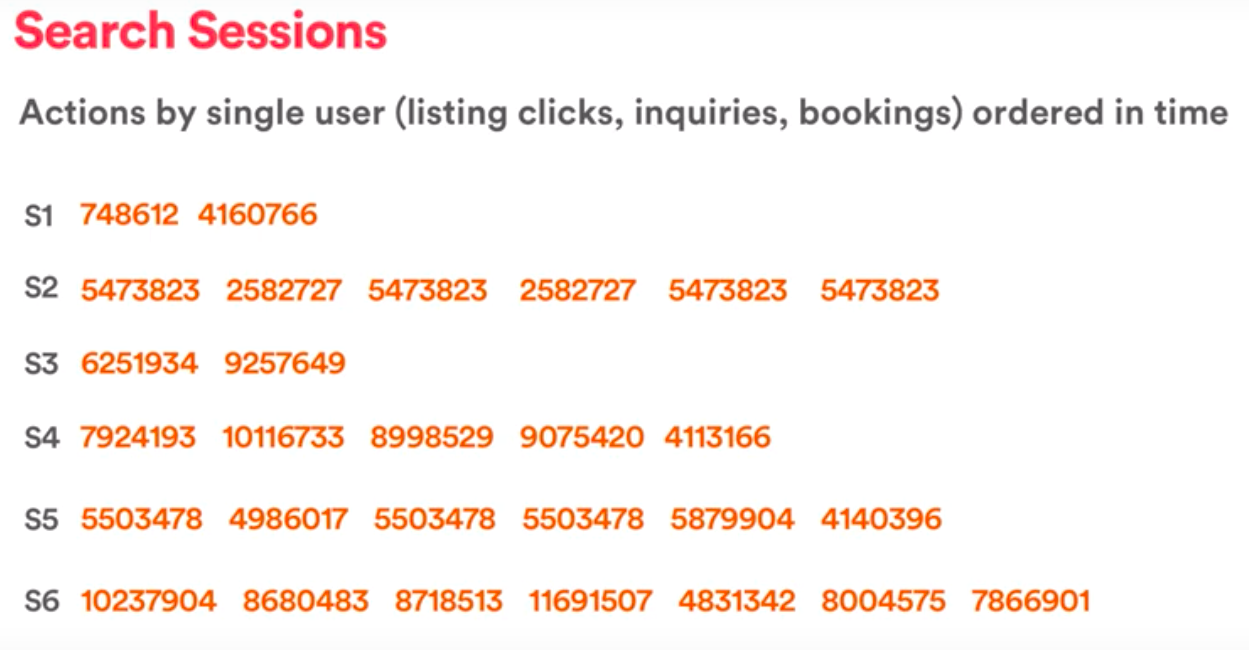 Search Sessions
Actions by single user (listing clicks, inquiries, bookings) ordered in time
S1 748612 4160766
S2 5473823 2582727 5473823 2582727 5473823 5473823
S3 6251934 9257649
S4 7924193 10116733 8998529 9075420 4113166
S5 5503478 4986017 5503478 5503478 5879904 4140396
S6 10237904 8680483 8718513 11691507 4831342 8004575 7866901